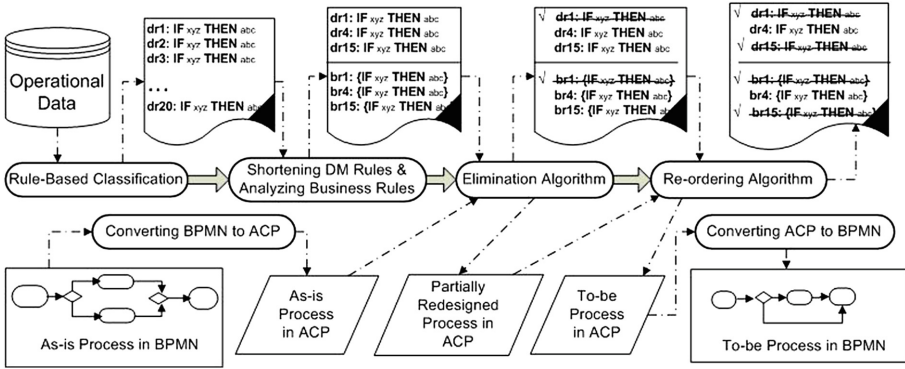 Operational
Data
dr1: IF xyz THEN abc
dr2: IF xyz THEN abc
dr3: IF xyz THEN abc
...
dr20: IF xyz THEN abc
dr1: IF xyz THEN abc
dr4: IF xyz THEN abc
dr15: IF xyz THEN abc
br1: {IF xyz THEN abc}
br4: {IF xyz THEN abc}
br15: {IF xyz THEN abc}
√ dr1: IF xyz THEN abc
dr4: IF xyz THEN abc
dr15: IF xyz THEN abc
√ br1: {IF xyz THEN abc}
br4: {IF xyz THEN abc}
br15: {IF xyz THEN abc}
√ dr1: IF xyz THEN abc
dr4: IF xyz THEN abc
√ dr15: IF xyz THEN abc
√ br1: {IF xyz THEN abc}
br4: {IF xyz THEN abc}
√ br15: {IF xyz THEN abc}
Rule-Based Classification
Shortening DM Rules &
Analyzing Business Rules
Elimination Algorithm
Re-ordering Algorithm
Converting BPMN to ACP
Converting ACP to BPMN
As-is Process in BPMN
As-is
Process
in ACP
Partially
Redesigned
Process in
ACP
To-be
Process
in ACP
To-be Process in BPMN